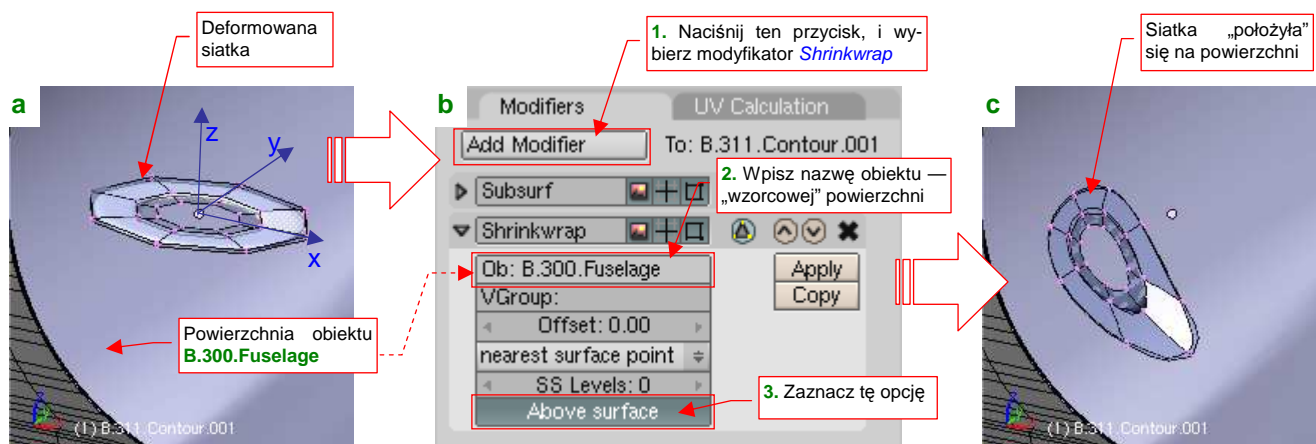 Deformowana
siatka
1. Naciśnij ten przycisk, i wy-
bierz modyfikator Shrinkwrap
Siatka „położyła”
się na powierzchni
a
z
y
x
Powierzchnia obiektu
B.300.Fuselage
(1) B.311.Contour.001
b
Modifiers
UV Calculation
Add Modifier
To: B.311.Contour.001
2. Wpisz nazwę obiektu —
„wzorcowej” powierzchni
Subsurf
Shrinkwrap
Ob: B.300.Fuselage
Apply
VGroup:
Copy
Offset: 0.00
nearest surface point
SS Levels: 0
Above surface
3. Zaznacz tę opcję
c
(1) B.311.Contour.001